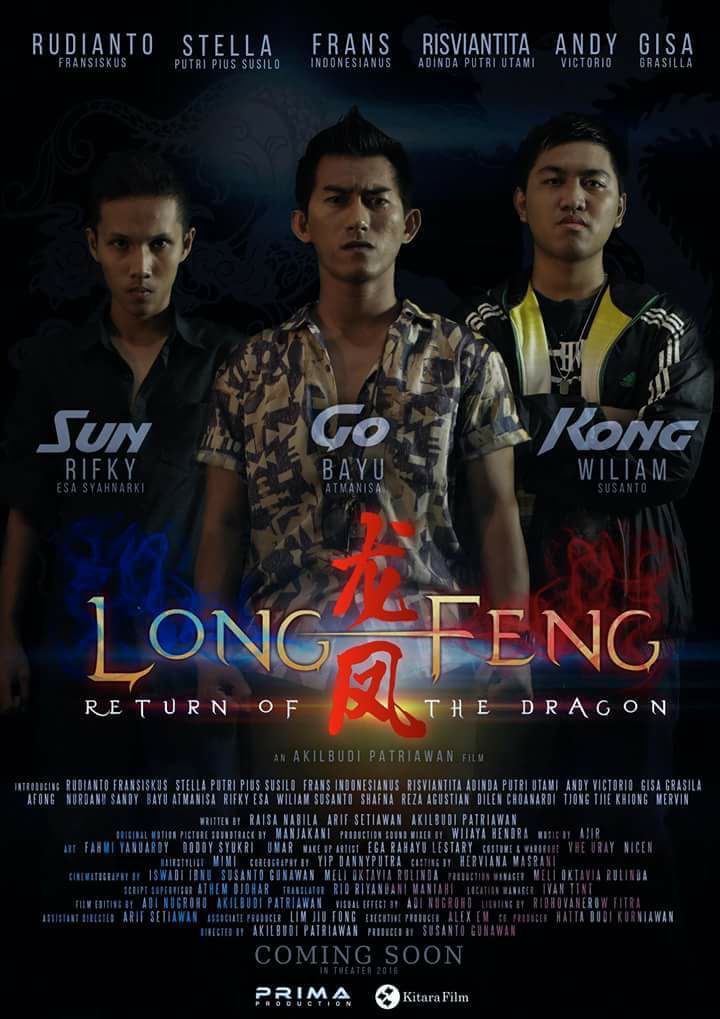 RUDIANTO STELLA FRANS RISVIANTITA ANDY GISA
FRANSISKUS PUTRI PIUS SUSILO INDONESIANUS ADINDA PUTRI UTAMI VICTORIO GRASILLA
SUN GO KONG
RIFKY BAYU WILIAM
ESA SYAHNARKI ATMANISA SUSANTO
龙
LONG FENG
凤
RETURN OF THE DRAGON
AN AKILBUDI PATRIAWAN FILM
INTRODUCING RUDIANTO FRANSISKUS STELLA PUTRI PIUS SUSILO FRANS INDONESIANUS RISVIANTITA ADINDA PUTRI UTAMI ANDY VICTORIO GISA GRASILA
AFONG NURDANU SANDY BAYU ATMANISA RIFKY ESA WILIAM SUSANTO SHAFNA REZA AGUSTIAN DILEN CHOANARDI TJONG TJIE KHIONG MERVIN
WRITTEN BY RAISA NABILA ARIF SETIAWAN AKILBUDI PATRIAWAN
ORIGINAL MOTION PICTURE SOUNDTRACK BY MANJAKANI PRODUCTION SOUND MIXER BY WIJAYA HENDRA MUSIC BY AJIR
ART FAHMI YANUARDY DODDY SYUKRI UMAR MAKE UP ARTIST EGA RAHAYU LESTARY COSTUME & WARDROBE VHE URAY NICEN
HAIRSTYLIST MIMI COREOGRAPH BY YIP DANNYPUTRA CASTING BY HERVIANA MASRANI
CINEMATOGRAPHY BY ISWADI IBNU SUSANTO GUNAWAN MELI OKTAVIA RULINDA PRODUCTION MANAGER MELI OKTAVIA RULINDA
SCRIPT SUPERVISOR ATHEM DJOHAR TRANSLATOR RIO RIYANDANI MANIABI LOCATION MANAGER IVAN TINT
FILM EDITING BY ADI NUGROHO AKILBUDI PATRIAWAN VISUAL EFFECT BY ADI NUGROHO LIGHTING BY RIDHOVANEROW FITRA
ASSISTANT DIRECTED ARIF SETIAWAN ASSOCIATE PRODUCER LIM JIU FONG EXECUTIVE PRODUCER ALEX EM CO PRODUCER HATTA BUDI KURNIAWAN
DIRECTED BY AKILBUDI PATRIAWAN PRODUCED BY SUSANTO GUNAWAN
COMING SOON
IN THEATER 2016
PRIMA Kitara Film
PRODUCTION